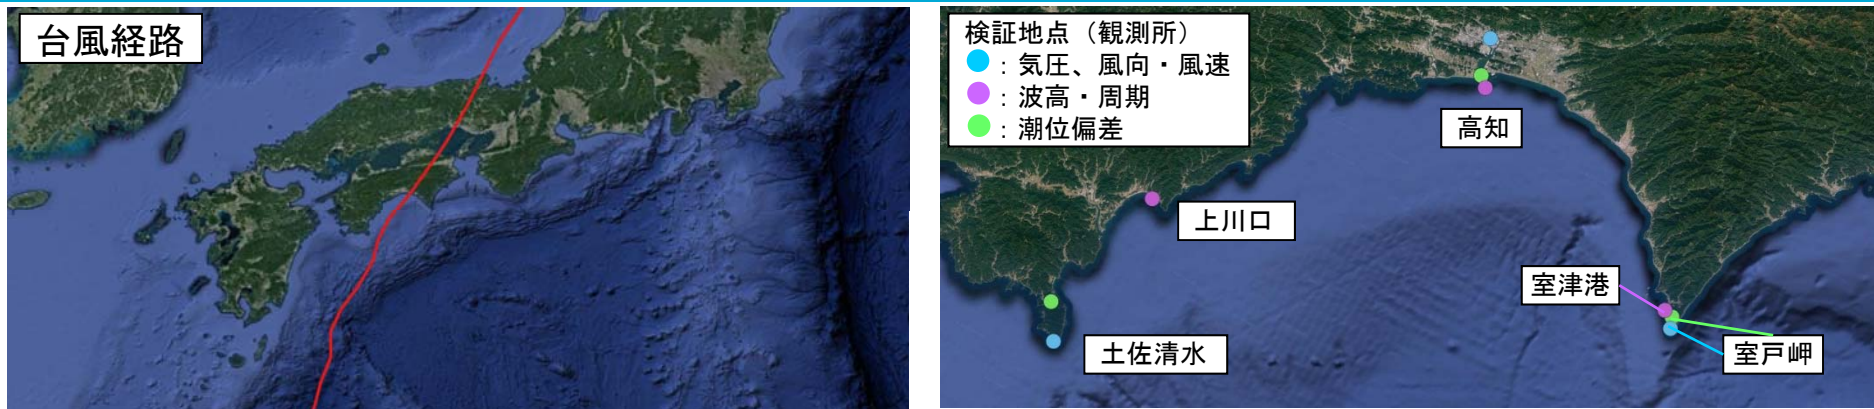 台風経路
検証地点（観測所）
：気圧、風向・風速
：波高・周期
：潮位偏差
高知
上川口
室津港
土佐清水
室戸岬